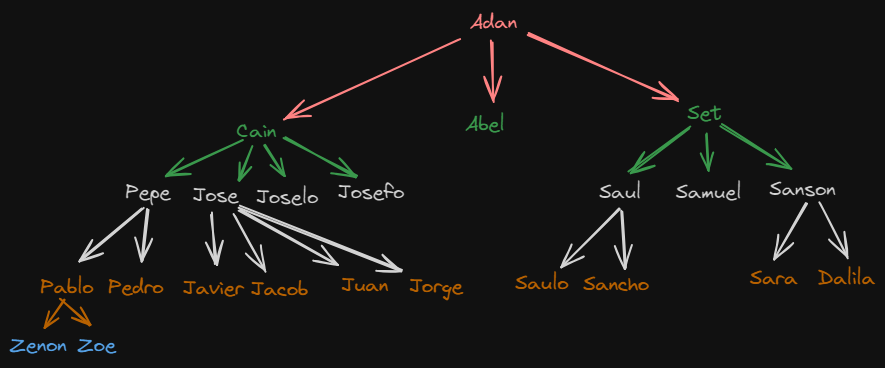 Adan
Cain Abel Set
Pepe Jose Joselo Josefo Saul Samuel Sanson
Pablo Pedro Javier Jacob Juan Jorge Saulo Sancho Sara Dalila
Zenon Zoe